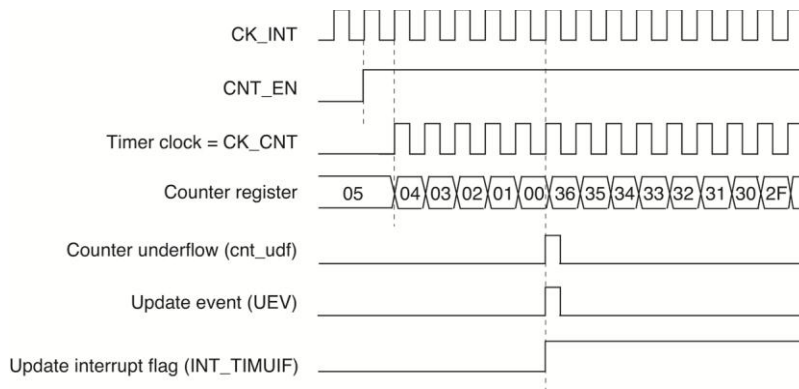 CK_INT
CNT_EN
Timer clock = CK_CNT
Counter register 05 04 03 02 01 00 36 35 34 33 32 31 30 2F
Counter underflow (cnt_udf)
Update event (UEV)
Update interrupt flag (INT_TIMUIF)